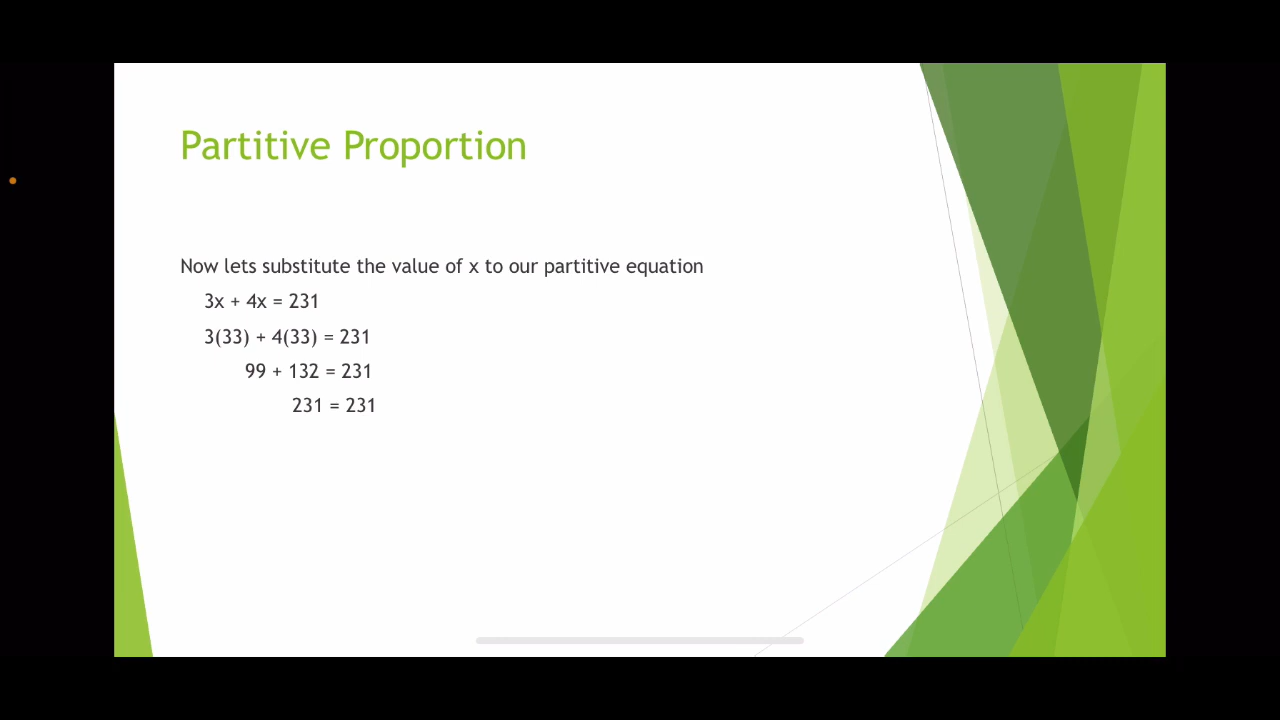 Partitive Proportion
Now lets substitute the value of x to our partitive equation
3x + 4x = 231
3(33) + 4(33) = 231
99 + 132 = 231
231 = 231